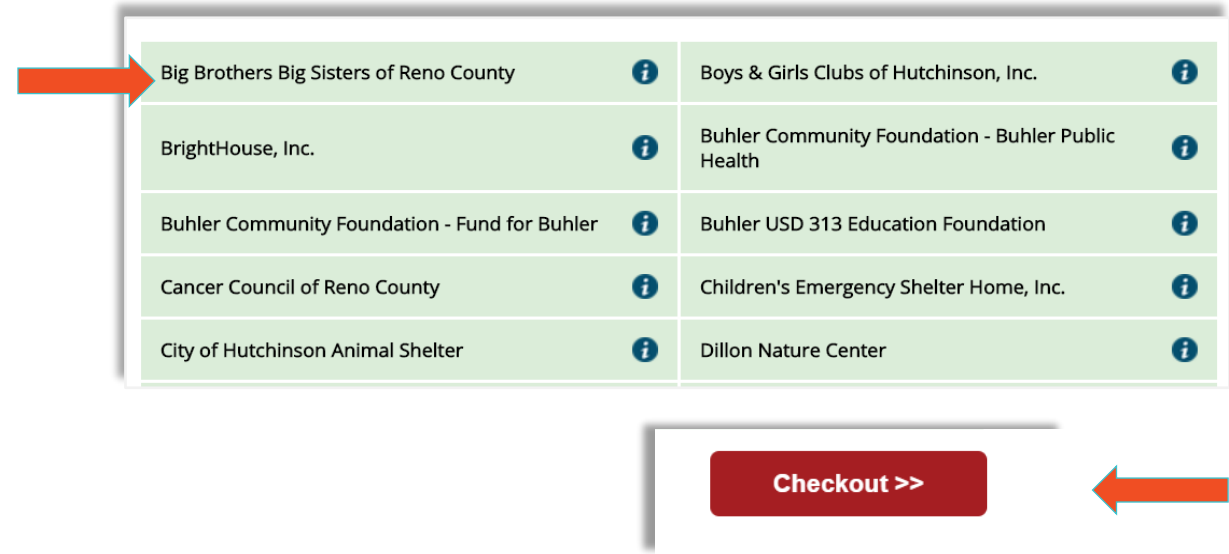 Big Brothers Big Sisters of Reno County
Boys & Girls Clubs of Hutchinson, Inc.
BrightHouse, Inc.
Buhler Community Foundation - Buhler Public
Health
Buhler Community Foundation - Fund for Buhler
Buhler USD 313 Education Foundation
Cancer Council of Reno County
Children's Emergency Shelter Home, Inc.
City of Hutchinson Animal Shelter
Dillon Nature Center
Checkout >>